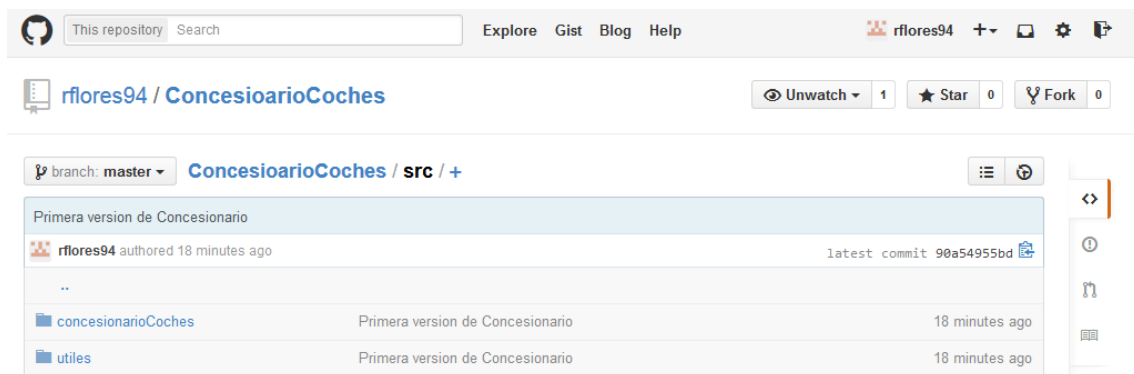 This repository Search Explore Gist Blog Help rflores94
rflores94 / ConcesioarioCoches Unwatch 1 Star 0 Fork 0
branch: master ConcesioarioCoches / src / +
Primera version de Concesionario
rflores94 authored 18 minutes ago latest commit 90a54955bd
..
concesionarioCoches Primera version de Concesionario 18 minutes ago
utiles Primera version de Concesionario 18 minutes ago